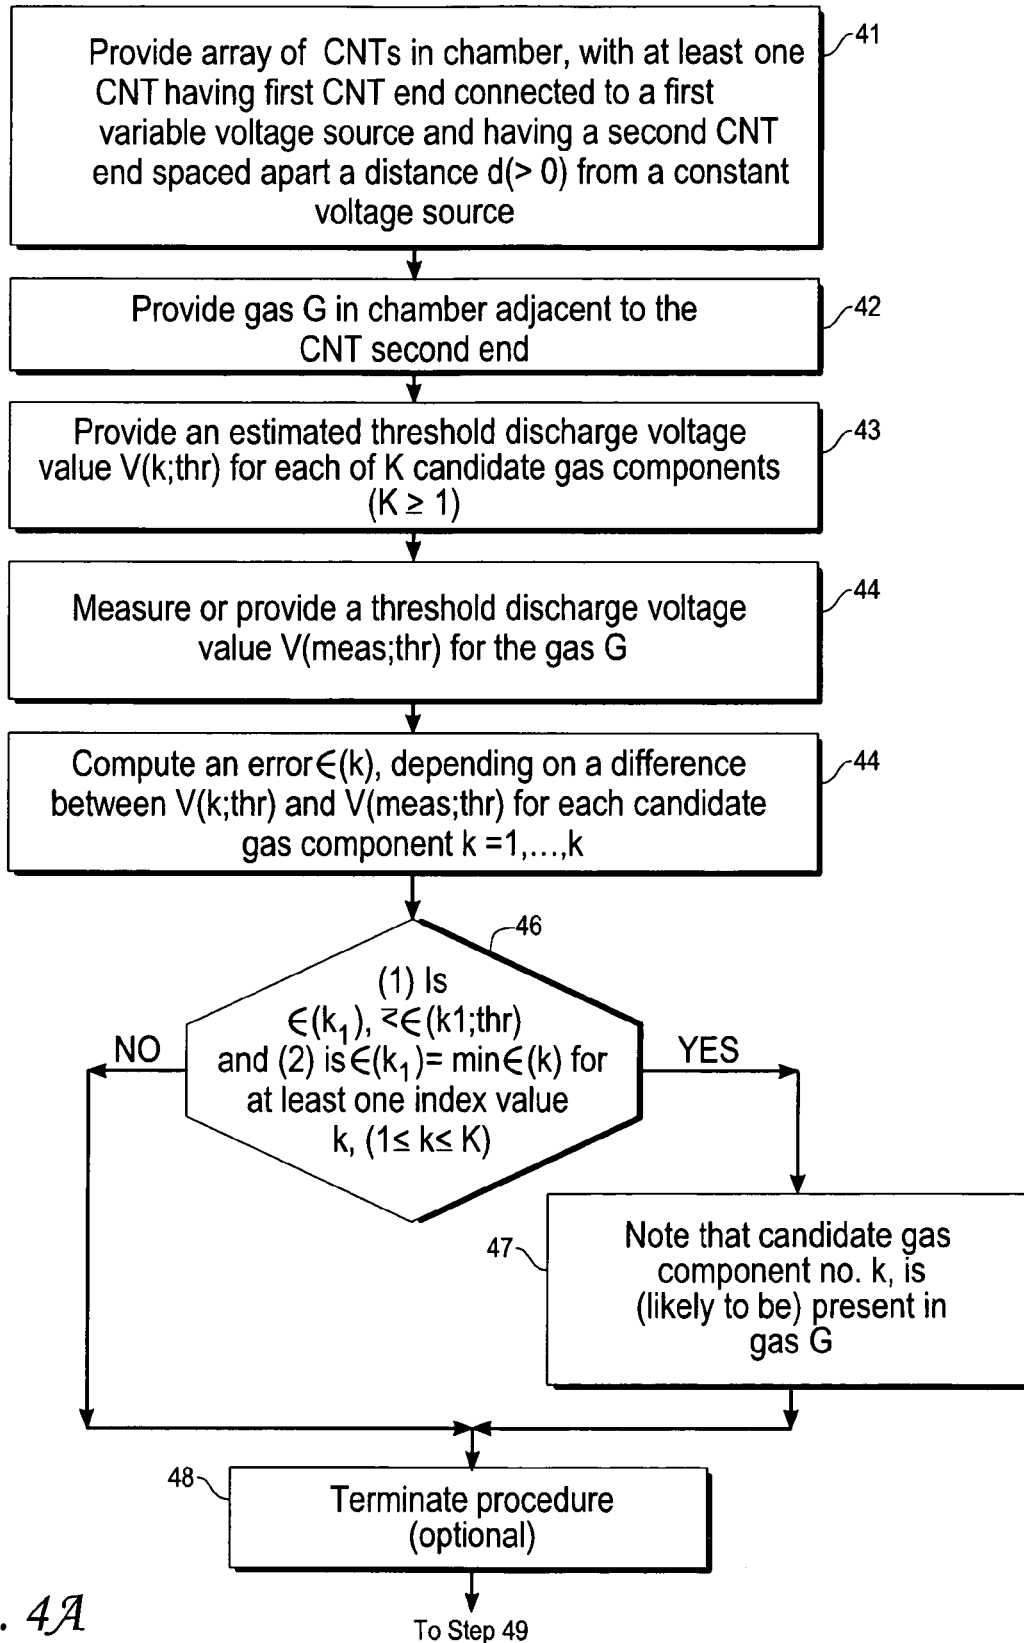 Provide array of CNTs in chamber, with at least one
CNT having first CNT end connected to a first
variable voltage source and having a second CNT
end spaced apart a distance d(> 0) from a constant
voltage source
41
Provide gas G in chamber adjacent to the
CNT second end
42
Provide an estimated threshold discharge voltage
value V(k;thr) for each of K candidate gas components
(K ≥ 1)
43
Measure or provide a threshold discharge voltage
value V(meas;thr) for the gas G
44
Compute an error ∈(k), depending on a difference
between V(k;thr) and V(meas;thr) for each candidate
gas component k =1,...,k
44
46
(1) Is
∈(k₁), ≷∈(k1;thr)
and (2) is ∈(k₁)= min∈(k) for
at least one index value
k, (1≤ k≤ K)
NO
YES
47
Note that candidate gas
component no. k, is
(likely to be) present in
gas G
48
Terminate procedure
(optional)
. 4A
To Step 49